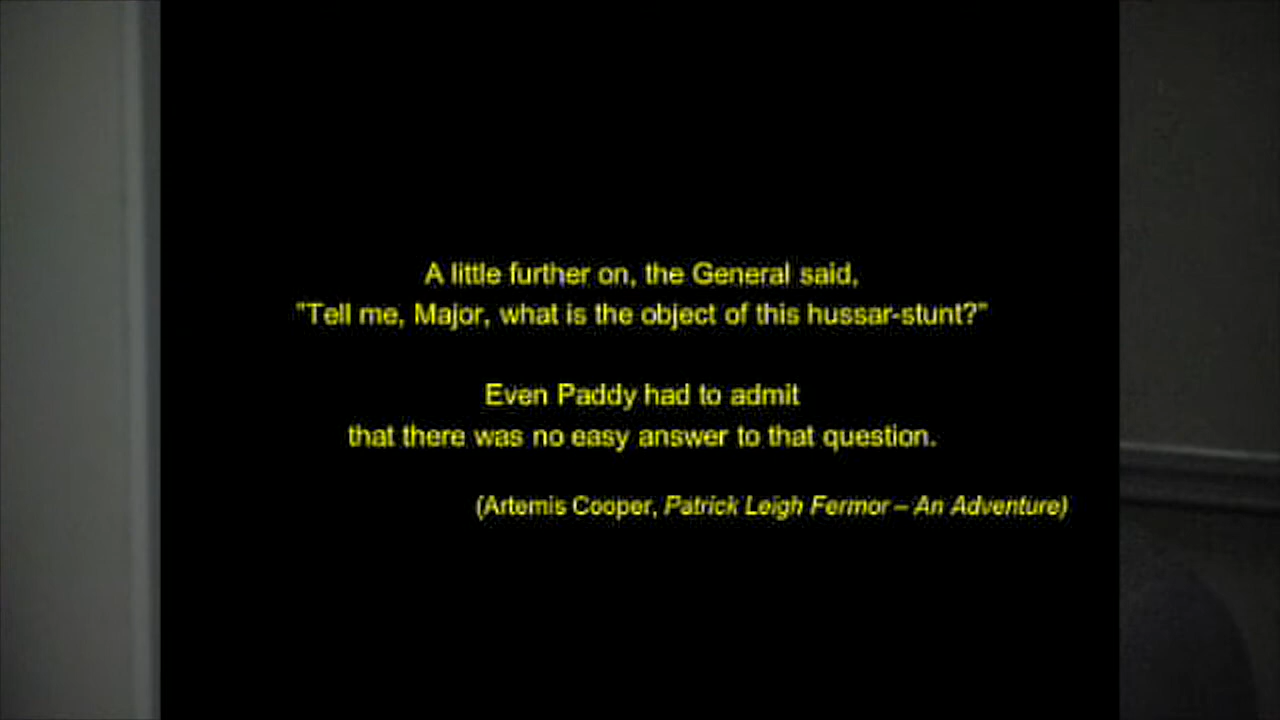 A little further on, the General said,
"Tell me, Major, what is the object of this hussar-stunt?"
Even Paddy had to admit
that there was no easy answer to that question.
(Artemis Cooper, Patrick Leigh Fermor – An Adventure)